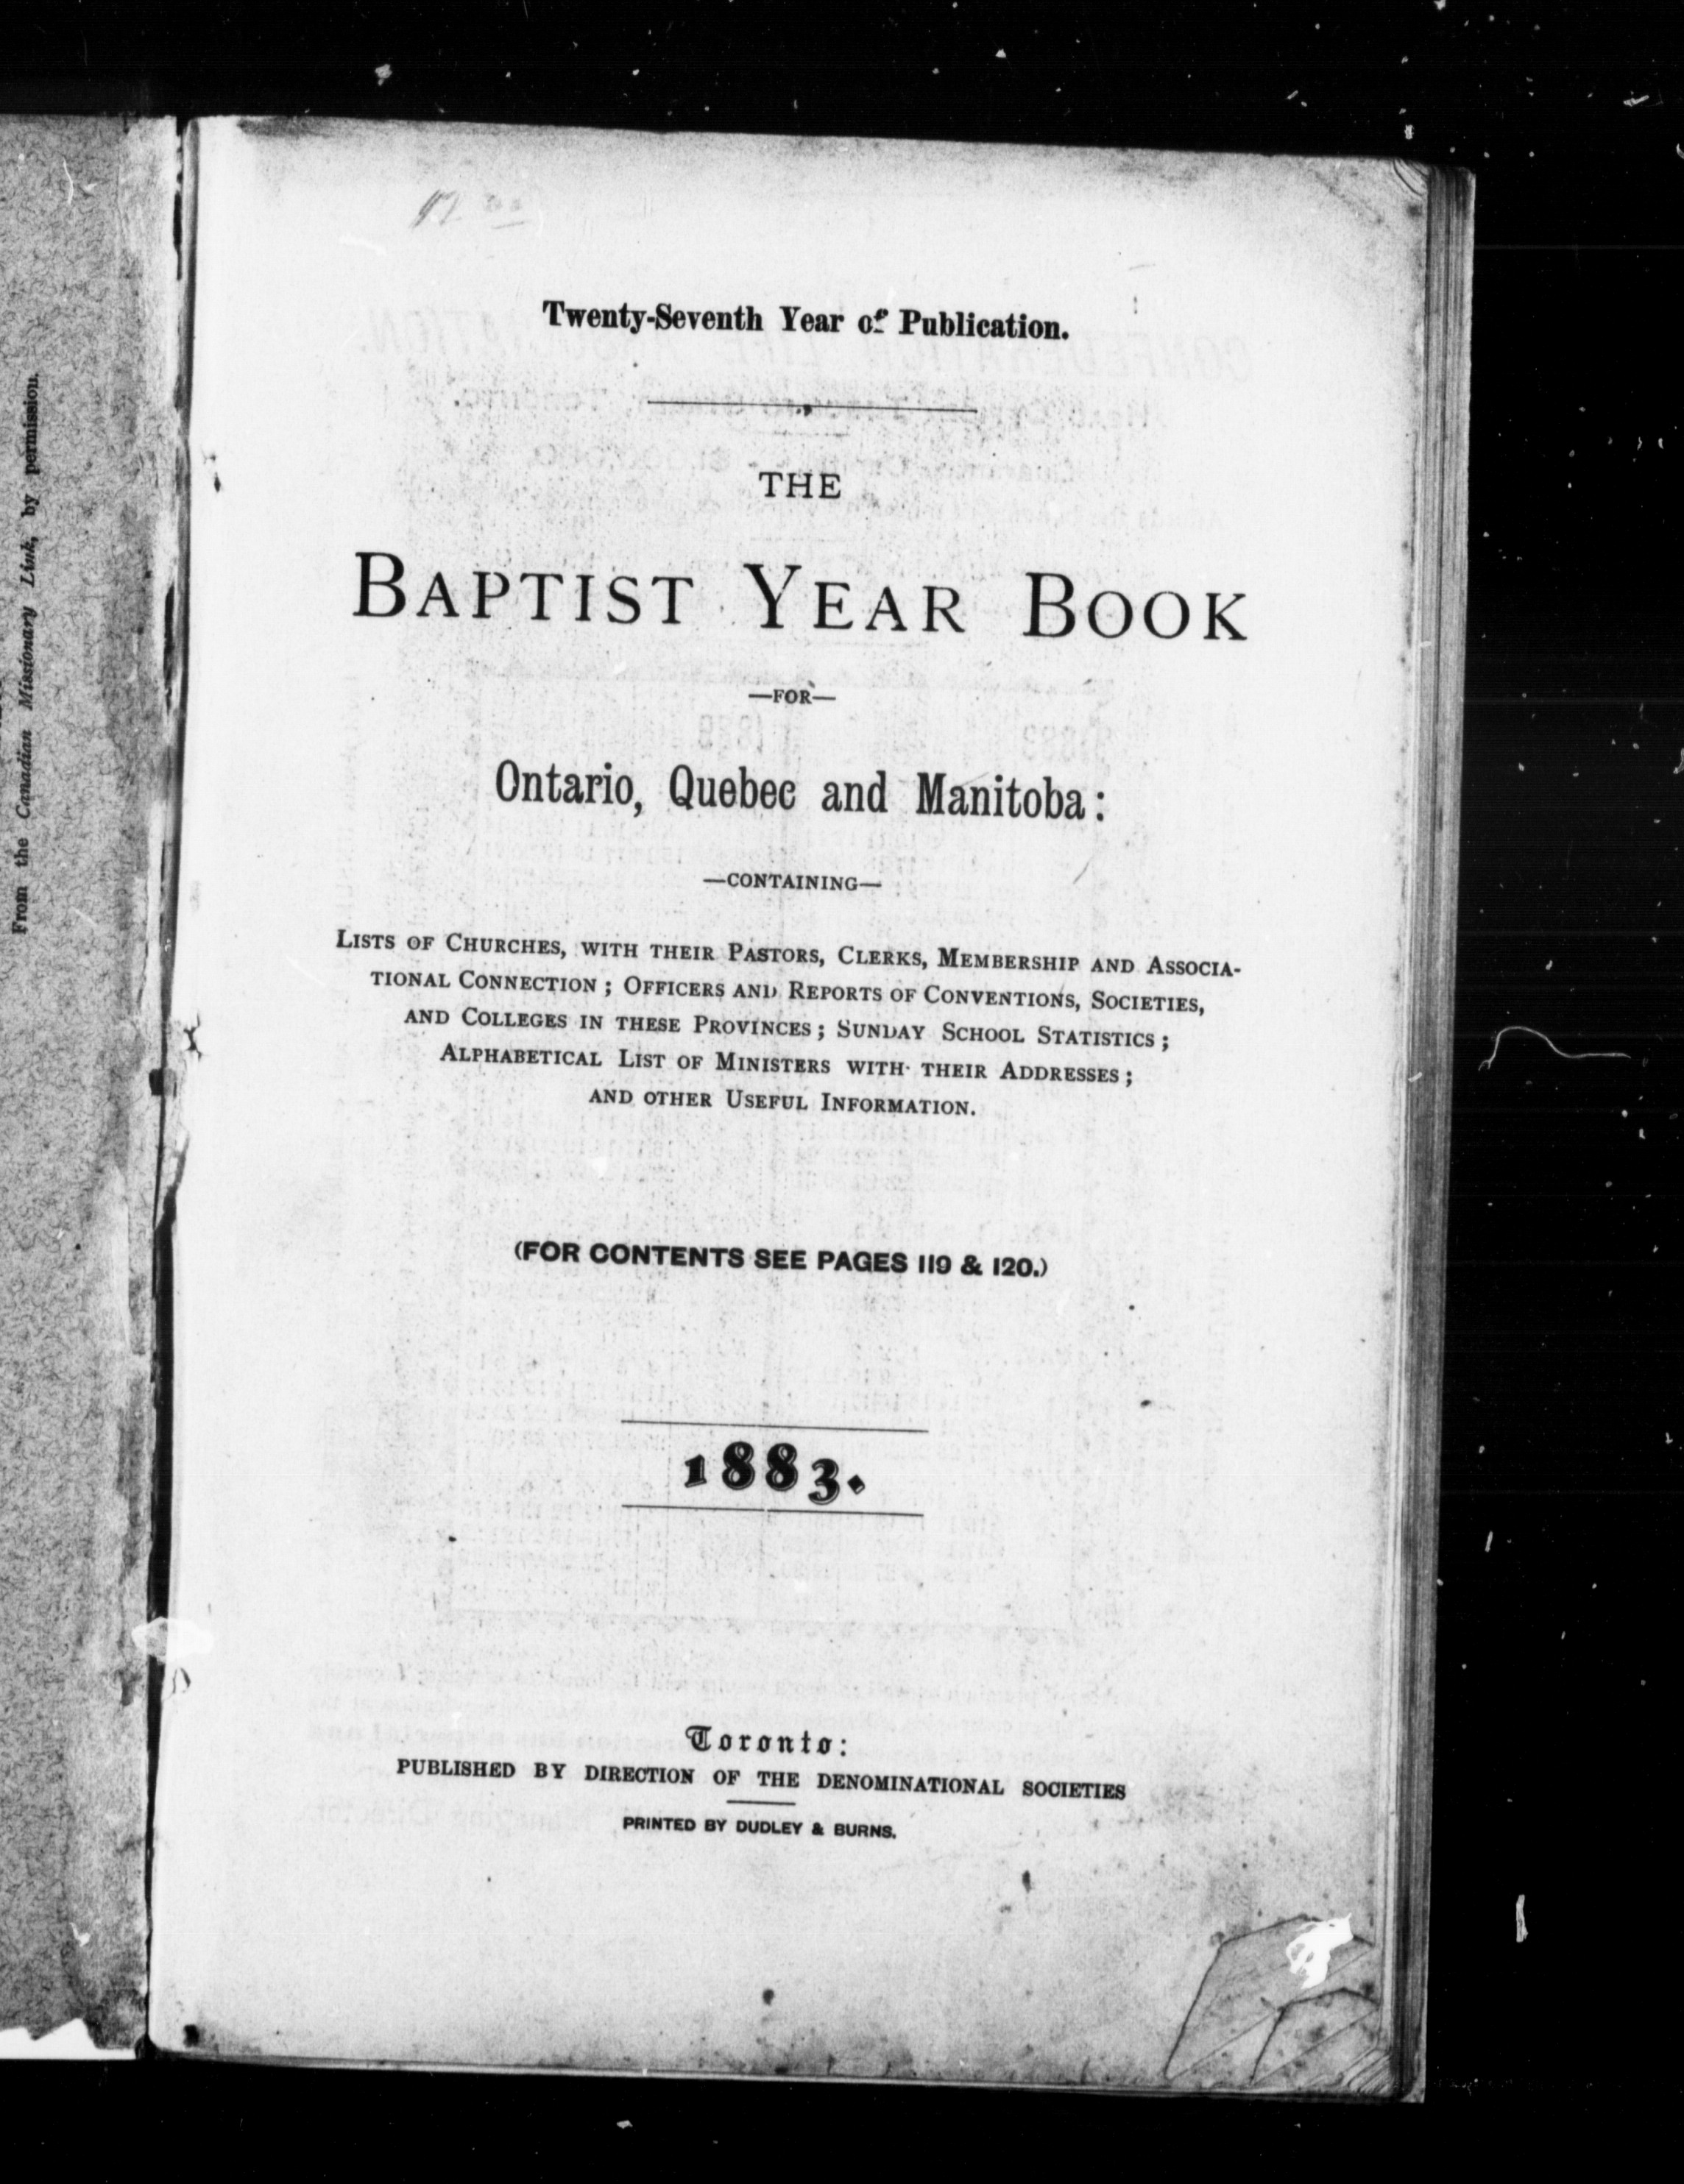 From the Canadian Missionary Link, by permission.
Twenty-Seventh Year of Publication.
THE
BAPTIST YEAR BOOK
—FOR—
Ontario, Quebec and Manitoba:
—CONTAINING—
LISTS OF CHURCHES, WITH THEIR PASTORS, CLERKS, MEMBERSHIP AND ASSOCIA-
TIONAL CONNECTION; OFFICERS AND REPORTS OF CONVENTIONS, SOCIETIES,
AND COLLEGES IN THESE PROVINCES; SUNDAY SCHOOL STATISTICS;
ALPHABETICAL LIST OF MINISTERS WITH THEIR ADDRESSES;
AND OTHER USEFUL INFORMATION.
(FOR CONTENTS SEE PAGES 119 & 120.)
1883.
Toronto:
PUBLISHED BY DIRECTION OF THE DENOMINATIONAL SOCIETIES
PRINTED BY DUDLEY & BURNS.